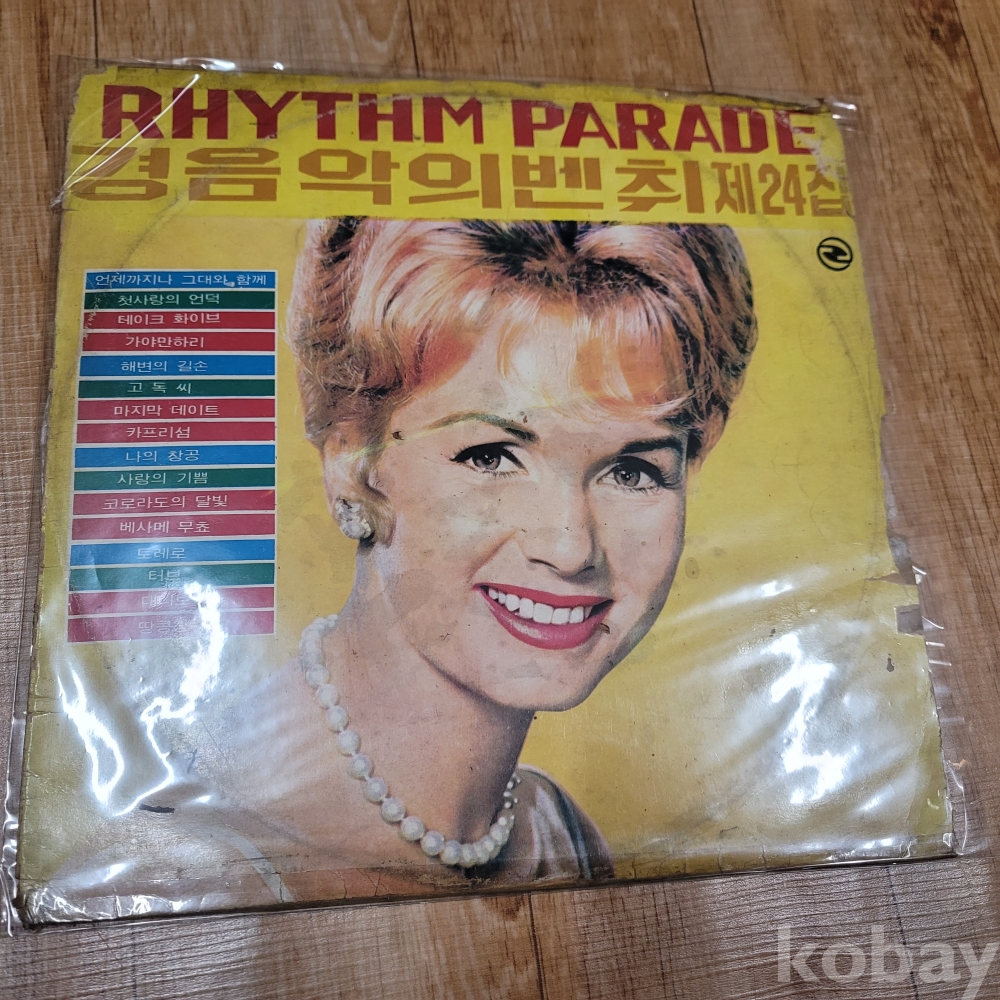 RHYTHM PARADE
경음악의벤취 제24집
언제까지나 그대와 함께
첫사랑의 언덕
테이크 화이브
가야만하리
해변의 길손
고독씨
마지막 데이트
카프리섬
나의 창공
사랑의 기쁨
코로라도의 달빛
베사메 무쵸
토레로
kobay